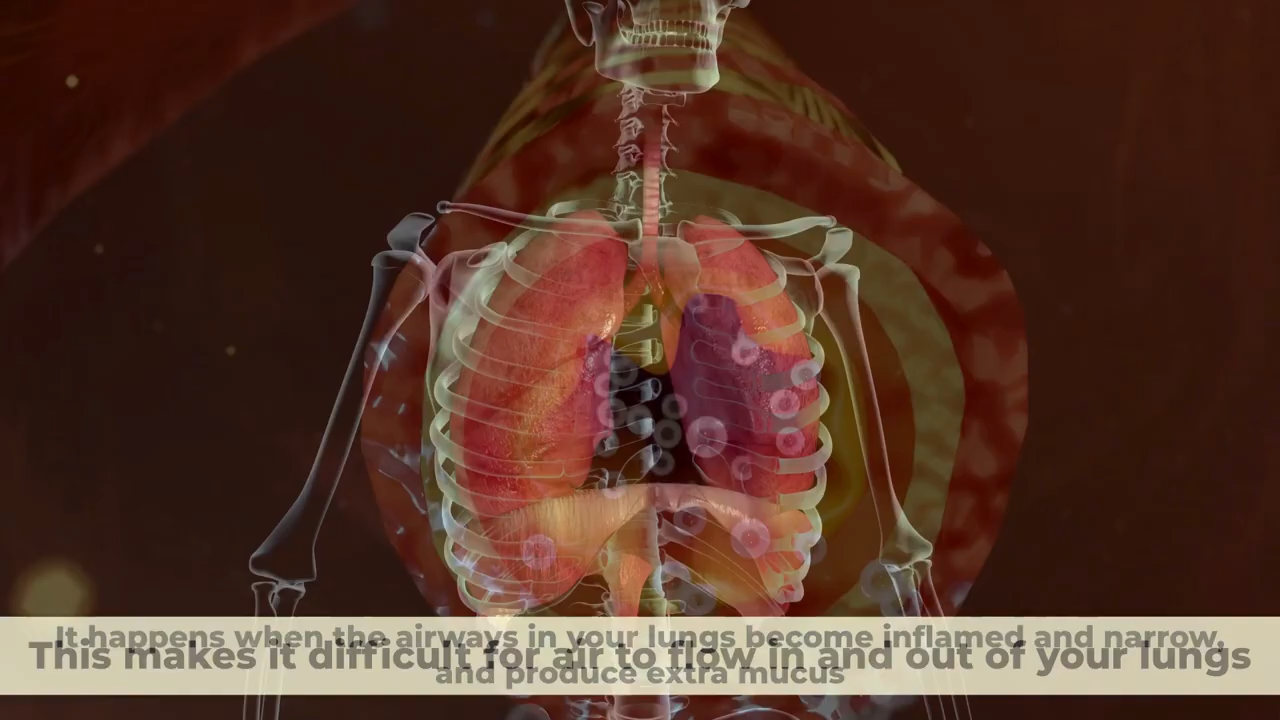 It happens when the airways in your lungs become inflamed and narrow,
This makes it difficult for air to flow in and out of your lungs
and produce extra mucus